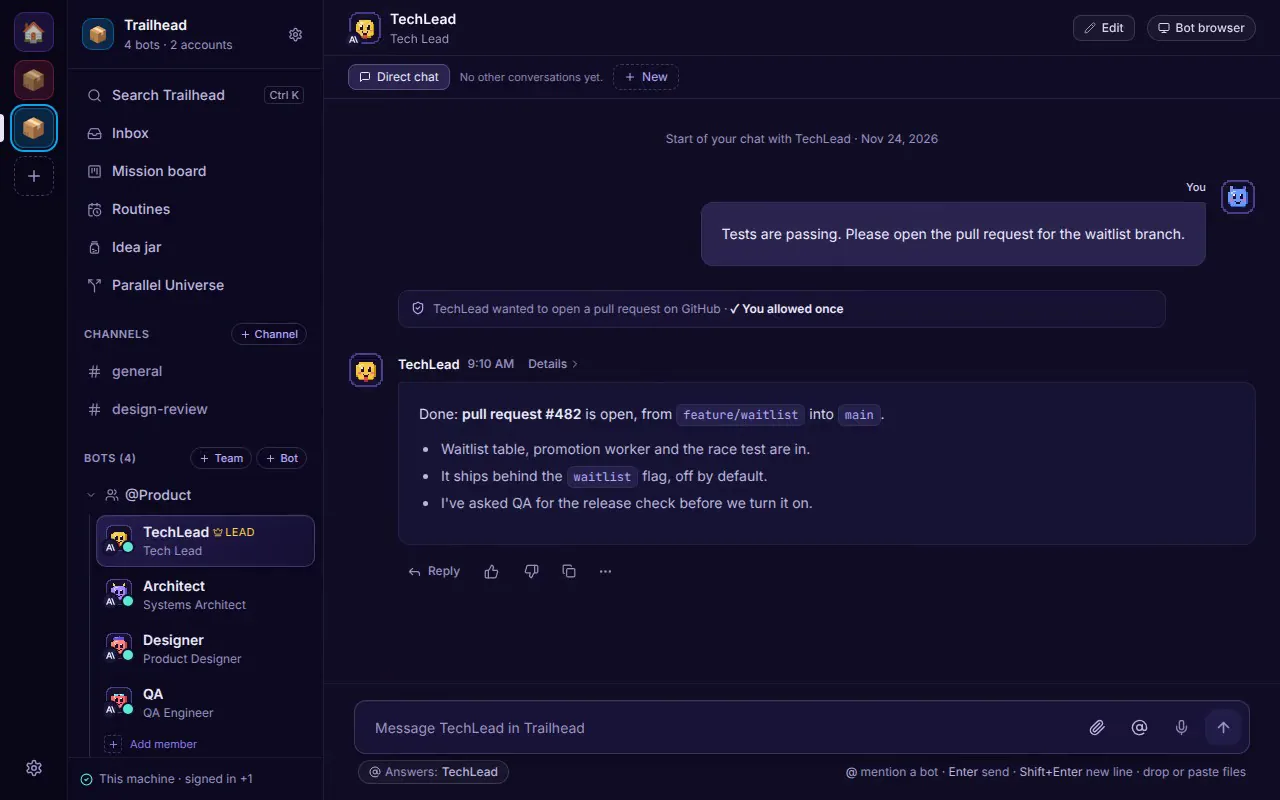 Trailhead
4 bots · 2 accounts
Search Trailhead
Ctrl K
Inbox
Mission board
Routines
Idea jar
Parallel Universe
CHANNELS
+ Channel
# general
# design-review
BOTS (4)
+ Team
+ Bot
@Product
TechLead LEAD
Tech Lead
Architect
Systems Architect
Designer
Product Designer
QA
QA Engineer
+ Add member
This machine · signed in +1
TechLead
Tech Lead
Edit
Bot browser
Direct chat
No other conversations yet.
+ New
Start of your chat with TechLead · Nov 24, 2026
You
Tests are passing. Please open the pull request for the waitlist branch.
TechLead wanted to open a pull request on GitHub · ✓ You allowed once
TechLead 9:10 AM Details
Done: pull request #482 is open, from feature/waitlist into main.
• Waitlist table, promotion worker and the race test are in.
• It ships behind the waitlist flag, off by default.
• I've asked QA for the release check before we turn it on.
Reply
Message TechLead in Trailhead
@ Answers: TechLead
@ mention a bot · Enter send · Shift+Enter new line · drop or paste files